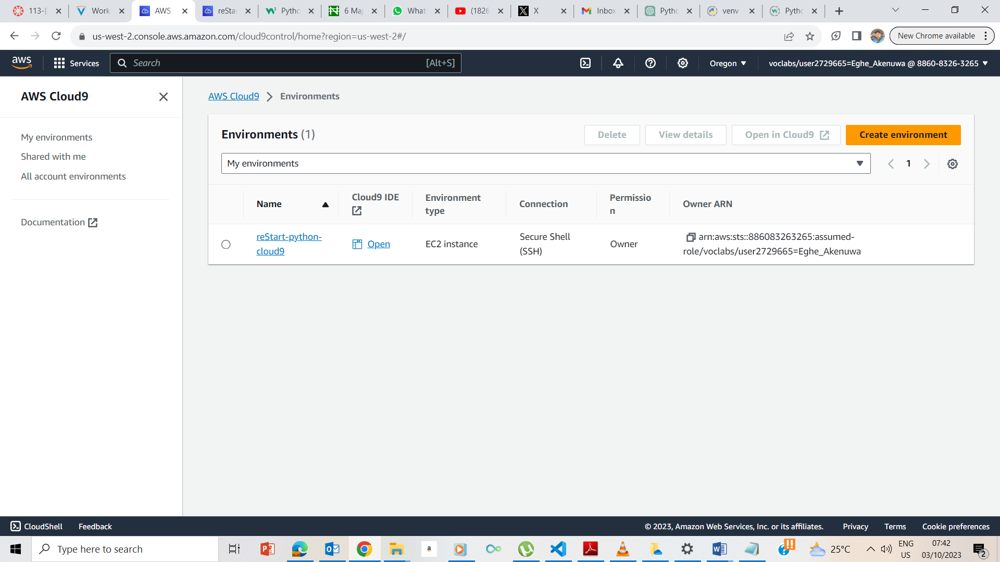 113-[
Work
AWS
reStar
Pytho
6 Maj
What
(1826
X
Inbox
Pytho
venv
Pytho
us-west-2.console.aws.amazon.com/cloud9control/home?region=us-west-2#/
New Chrome available
aws
Services
Search
[Alt+S]
Oregon
voclabs/user2729665=Eghe_Akenuwa @ 8860-8326-3265
AWS Cloud9
My environments
Shared with me
All account environments
Documentation
AWS Cloud9 > Environments
Environments (1)
Delete
View details
Open in Cloud9
Create environment
My environments
1
Name
Cloud9 IDE
Environment
type
Connection
Permissio
n
Owner ARN
reStart-python-
cloud9
Open
EC2 instance
Secure Shell
(SSH)
Owner
arn:aws:sts::886083263265:assumed-
role/voclabs/user2729665=Eghe_Akenuwa
CloudShell
Feedback
© 2023, Amazon Web Services, Inc. or its affiliates.
Privacy
Terms
Cookie preferences
Type here to search
a
25°C
ENG
US
07:42
03/10/2023
2